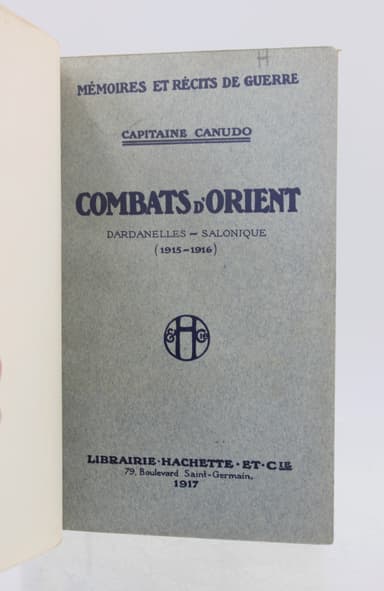 H
MÉMOIRES ET RÉCITS DE GUERRE
CAPITAINE CANUDO
COMBATS D'ORIENT
DARDANELLES – SALONIQUE
(1915–1916)
& H Cie
LIBRAIRIE·HACHETTE·ET·CIE
79, Boulevard Saint-Germain,
1917